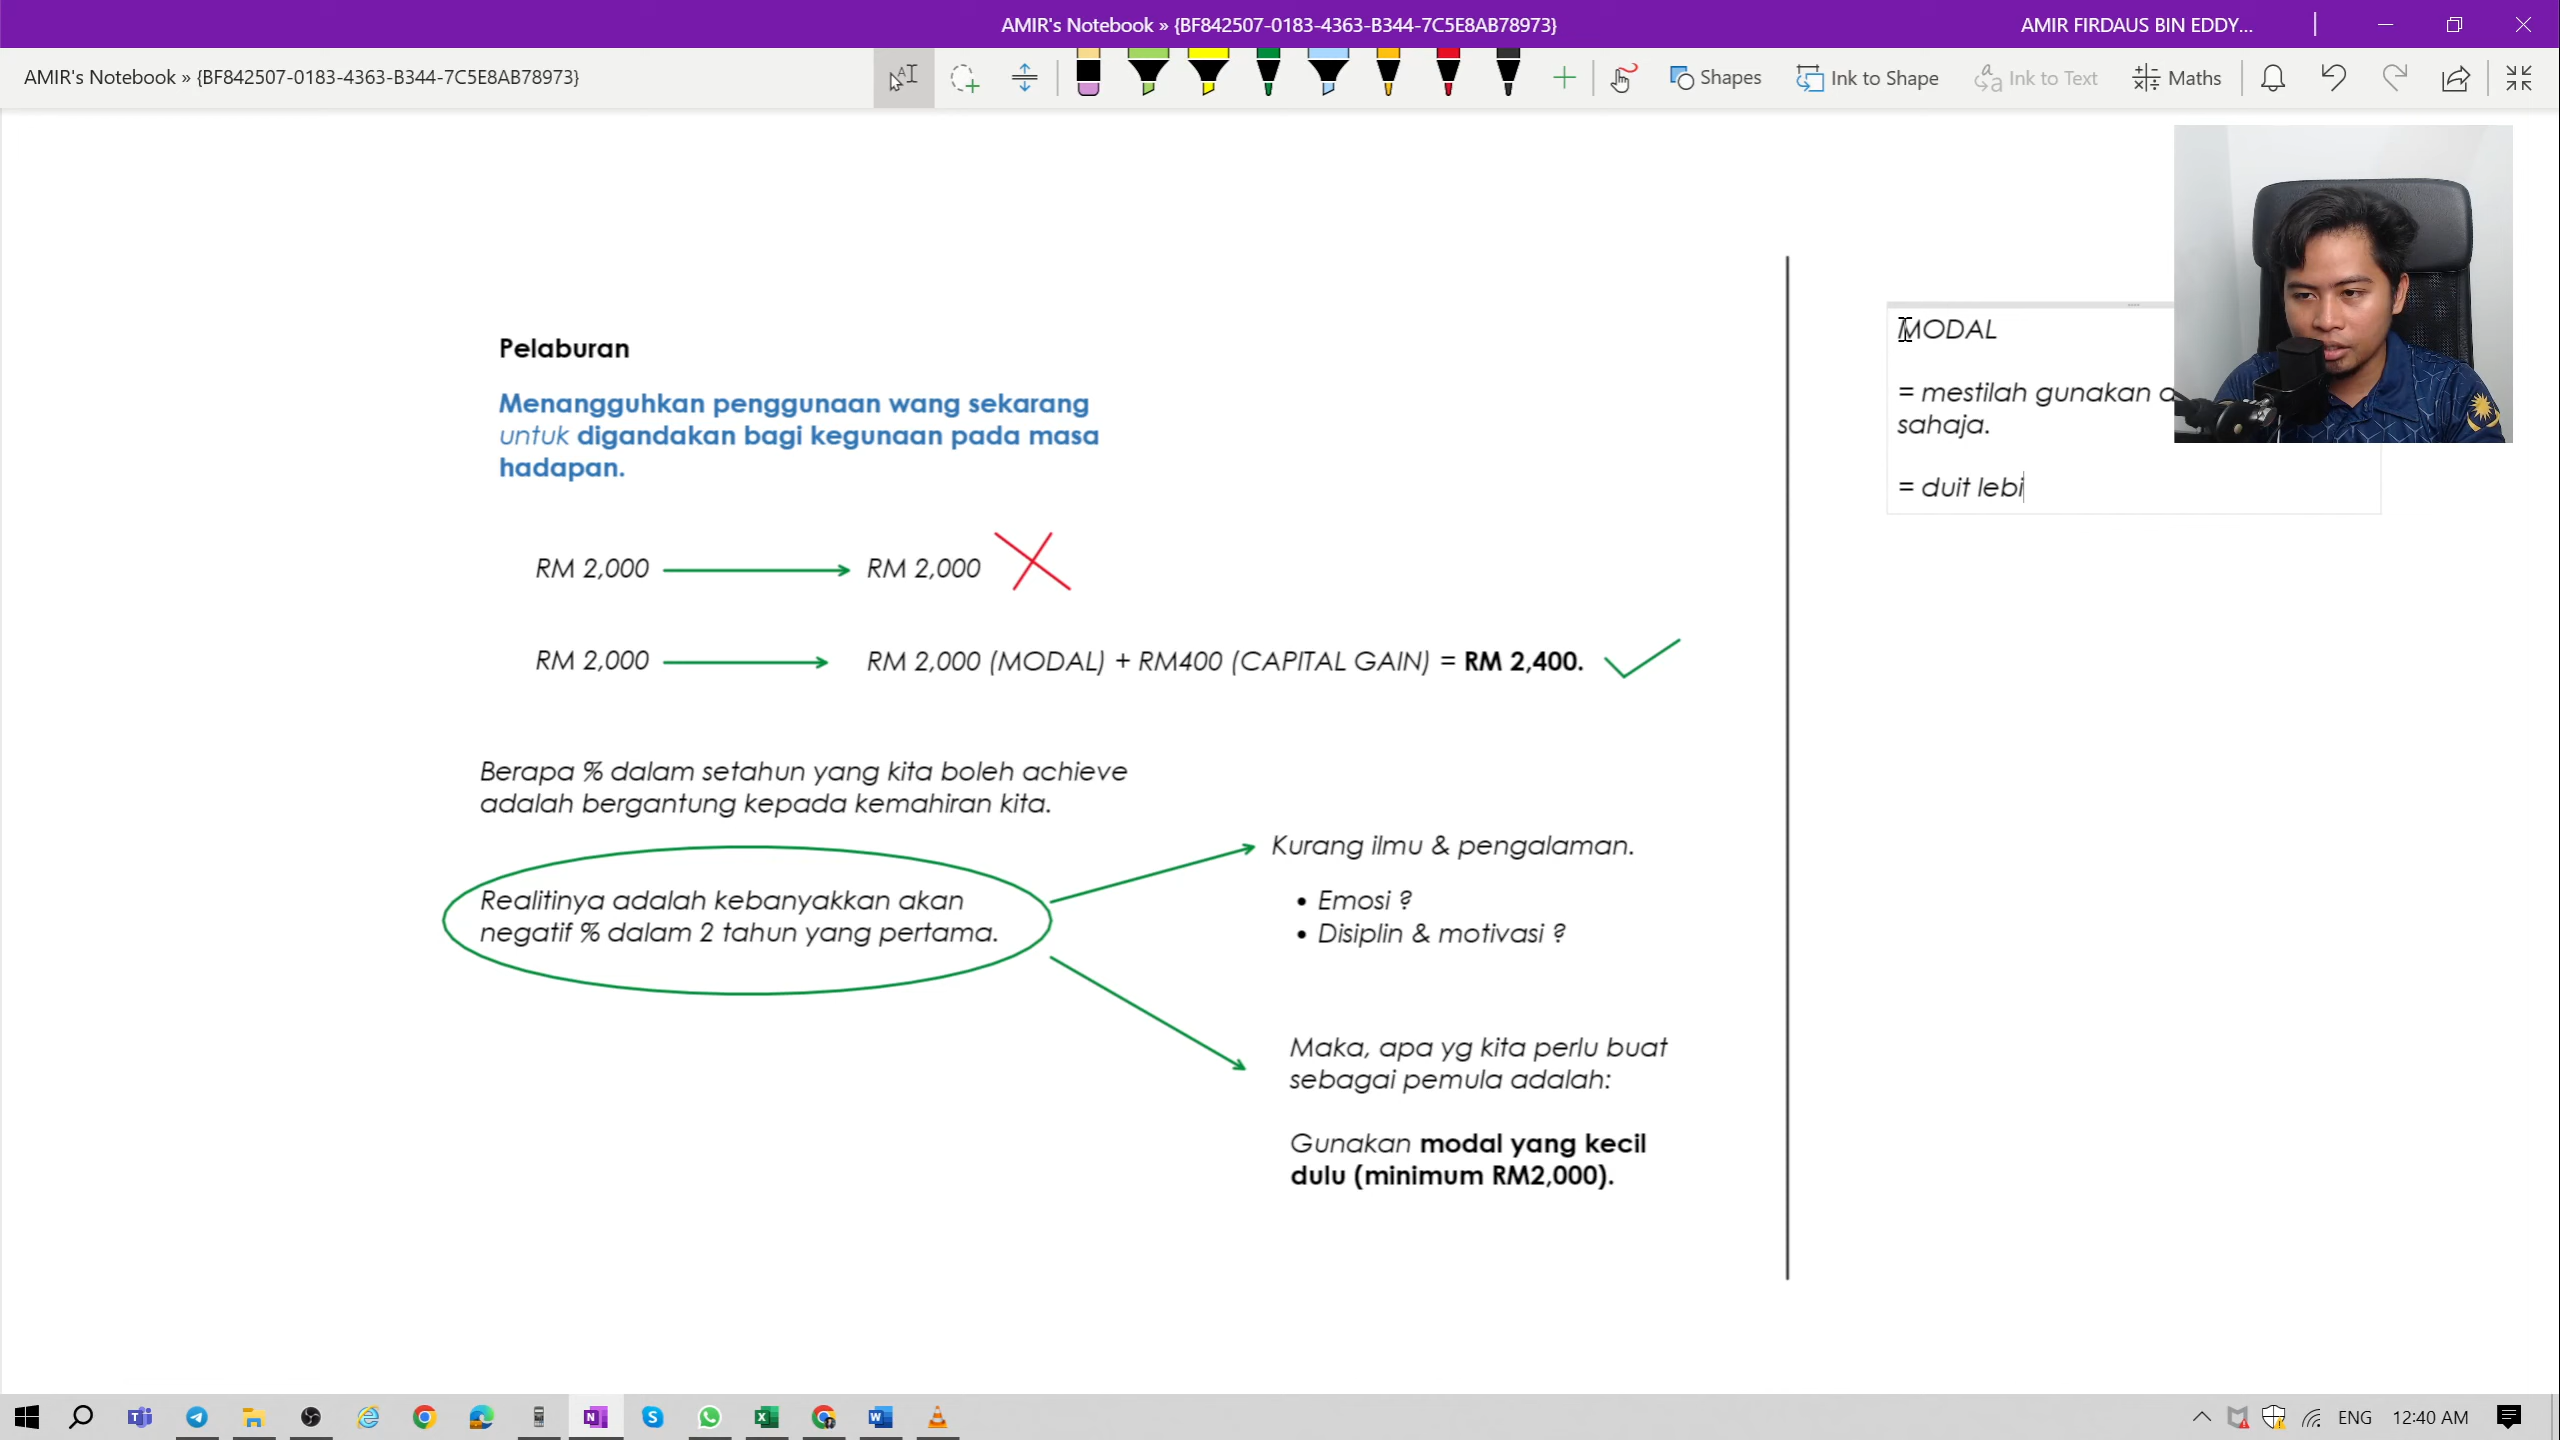 AMIR's Notebook » {BF842507-0183-4363-B344-7C5E8AB78973}
AMIR FIRDAUS BIN EDDY...
AMIR's Notebook » {BF842507-0183-4363-B344-7C5E8AB78973}
Shapes
Ink to Shape
Ink to Text
Maths
Pelaburan
Menangguhkan penggunaan wang sekarang
untuk digandakan bagi kegunaan pada masa
hadapan.
RM 2,000
RM 2,000
RM 2,000
RM 2,000 (MODAL) + RM400 (CAPITAL GAIN) = RM 2,400.
Berapa % dalam setahun yang kita boleh achieve
adalah bergantung kepada kemahiran kita.
Realitinya adalah kebanyakkan akan
negatif % dalam 2 tahun yang pertama.
Kurang ilmu & pengalaman.
• Emosi ?
• Disiplin & motivasi ?
Maka, apa yg kita perlu buat
sebagai pemula adalah:
Gunakan modal yang kecil
dulu (minimum RM2,000).
MODAL
= mestilah gunakan
sahaja.
= duit lebi
ENG
12:40 AM